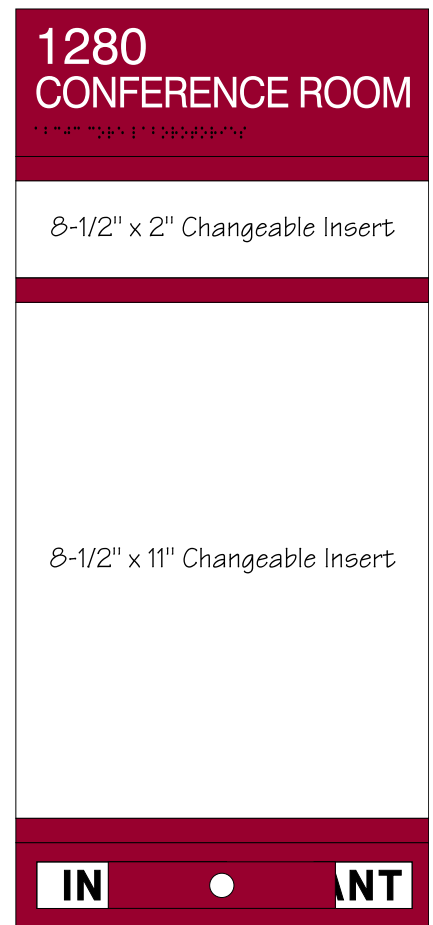 1280
CONFERENCE ROOM
8-1/2" x 2" Changeable Insert
8-1/2" x 11" Changeable Insert
IN ANT